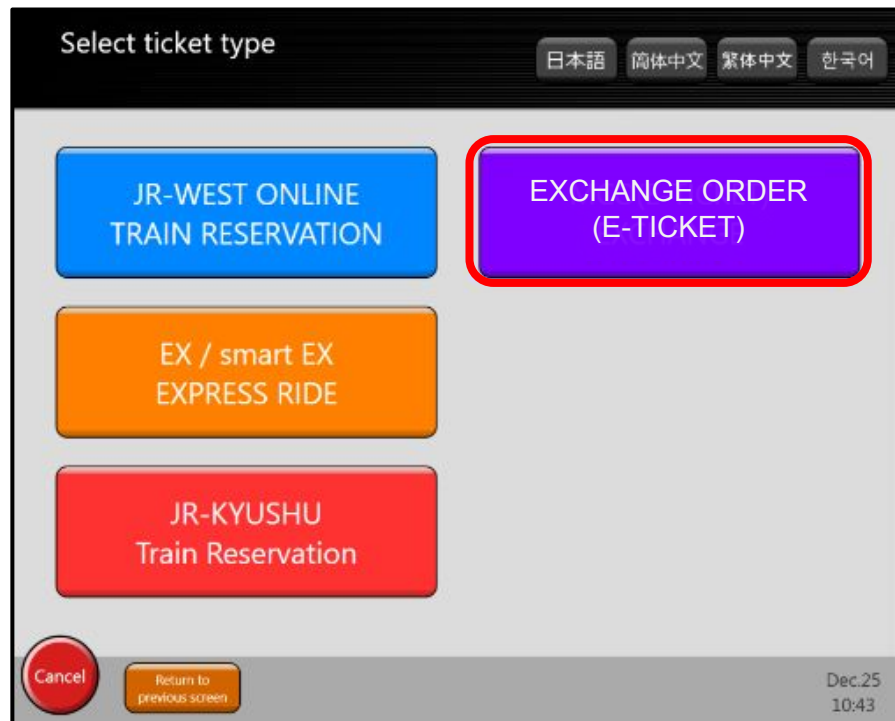 Select ticket type
日本語
简体中文
繁体中文
한국어
JR-WEST ONLINE
TRAIN RESERVATION
EXCHANGE ORDER
(E-TICKET)
EX / smart EX
EXPRESS RIDE
JR-KYUSHU
Train Reservation
Cancel
Return to
previous screen
Dec.25
10:43